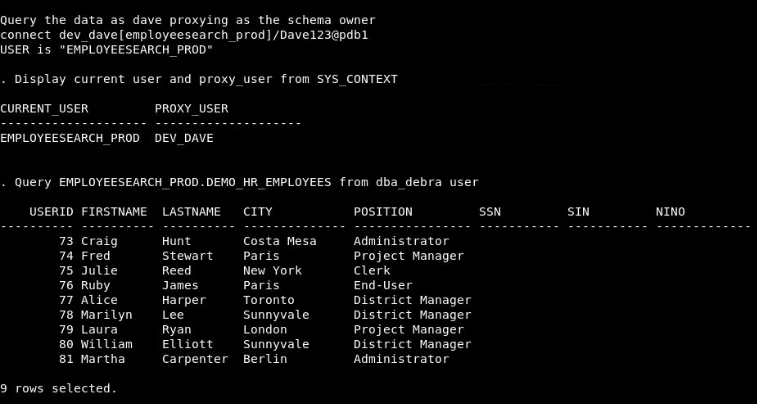 Query the data as dave proxying as the schema owner
connect dev_dave[employeesearch_prod]/Dave123@pdb1
USER is "EMPLOYEESEARCH_PROD"
. Display current user and proxy_user from SYS_CONTEXT
CURRENT_USER         PROXY_USER
-------------------- --------------------
EMPLOYEESEARCH_PROD  DEV_DAVE
. Query EMPLOYEESEARCH_PROD.DEMO_HR_EMPLOYEES from dba_debra user
    USERID FIRSTNAME  LASTNAME   CITY           POSITION         SSN         SIN         NINO
---------- ---------- ---------- -------------- ---------------- ----------- ----------- -------------
        73 Craig      Hunt       Costa Mesa     Administrator
        74 Fred       Stewart    Paris          Project Manager
        75 Julie      Reed       New York       Clerk
        76 Ruby       James      Paris          End-User
        77 Alice      Harper     Toronto        District Manager
        78 Marilyn    Lee        Sunnyvale      District Manager
        79 Laura      Ryan       London         Project Manager
        80 William    Elliott    Sunnyvale      District Manager
        81 Martha     Carpenter  Berlin         Administrator
9 rows selected.